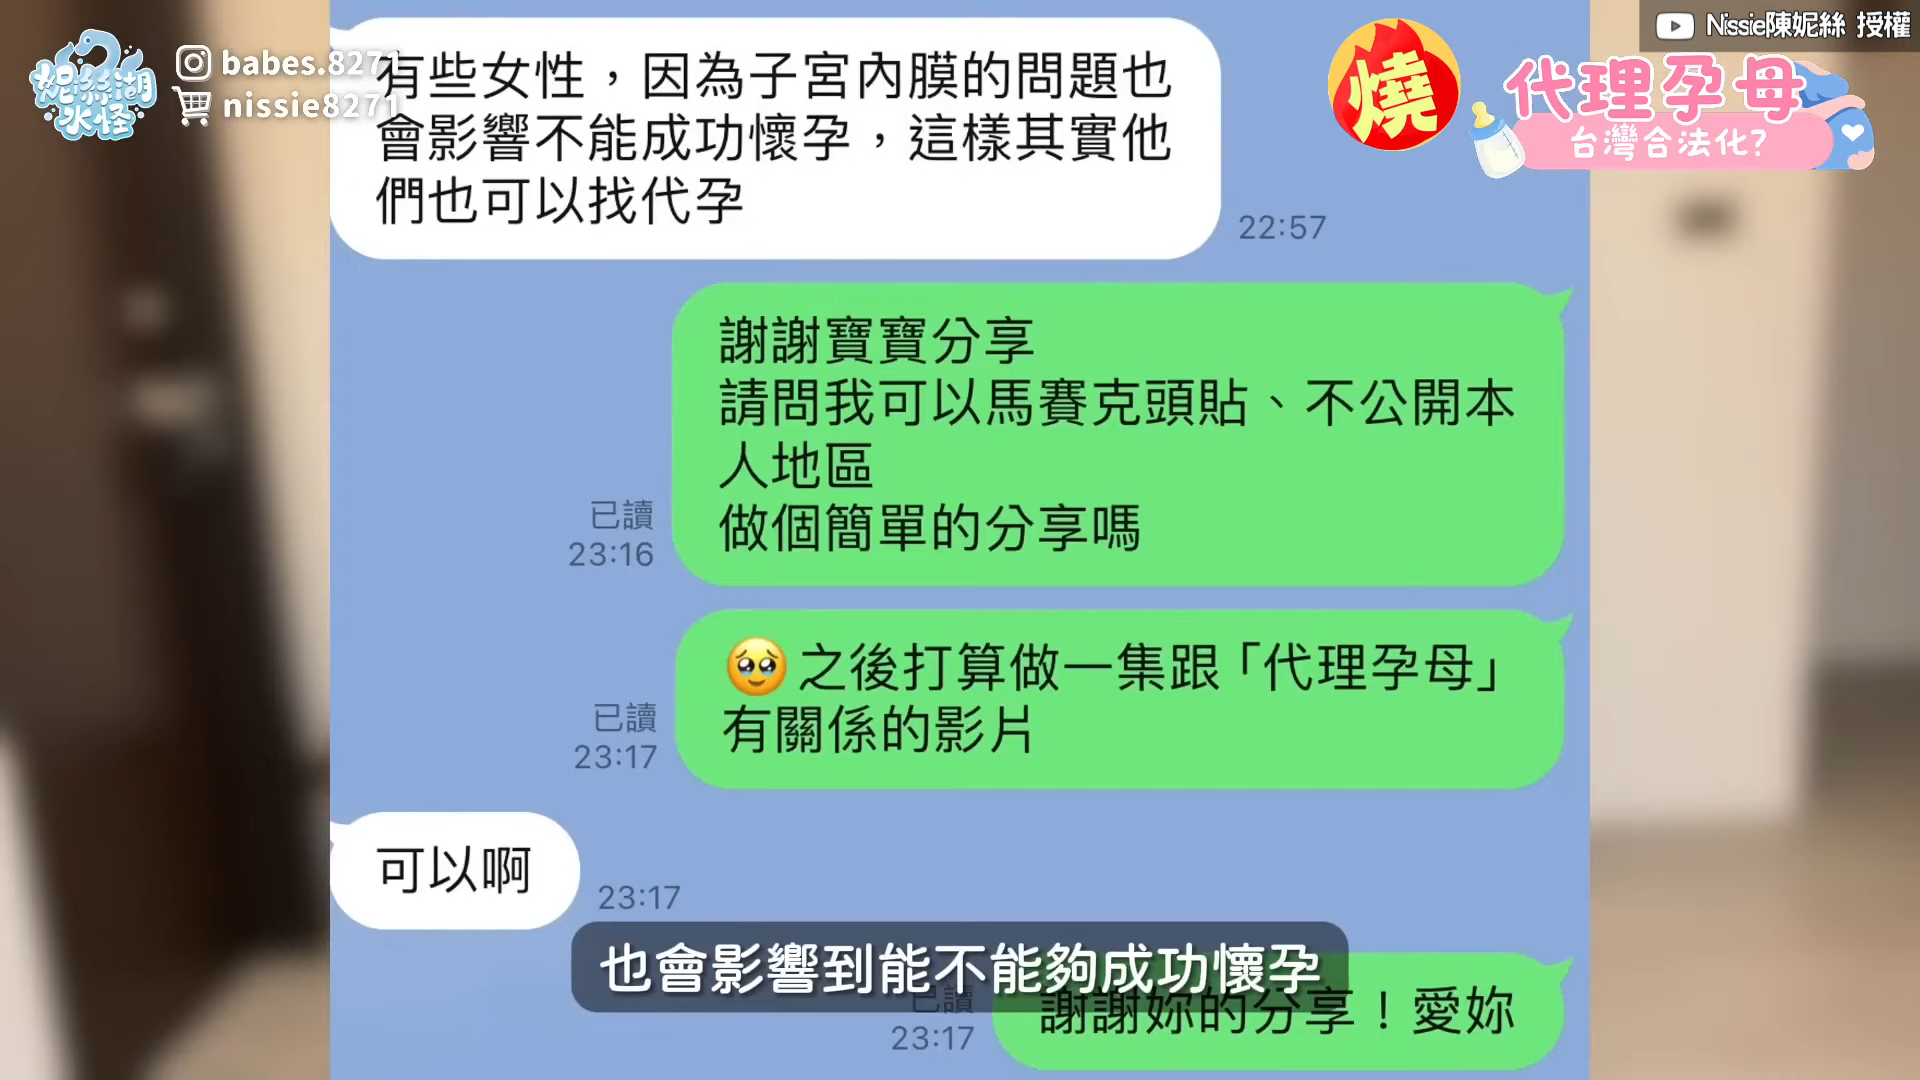 妮絲湖水怪
babes.8271
nissie8271
Nissie陳妮絲 授權
燒
代理孕母
台灣合法化?
有些女性，因為子宮內膜的問題也
會影響不能成功懷孕，這樣其實他
們也可以找代孕
22:57
謝謝寶寶分享
請問我可以馬賽克頭貼、不公開本
人地區
做個簡單的分享嗎
已讀
23:16
🥹之後打算做一集跟「代理孕母」
有關係的影片
已讀
23:17
可以啊
23:17
也會影響到能不能夠成功懷孕
謝謝妳的分享！愛妳
已讀
23:17